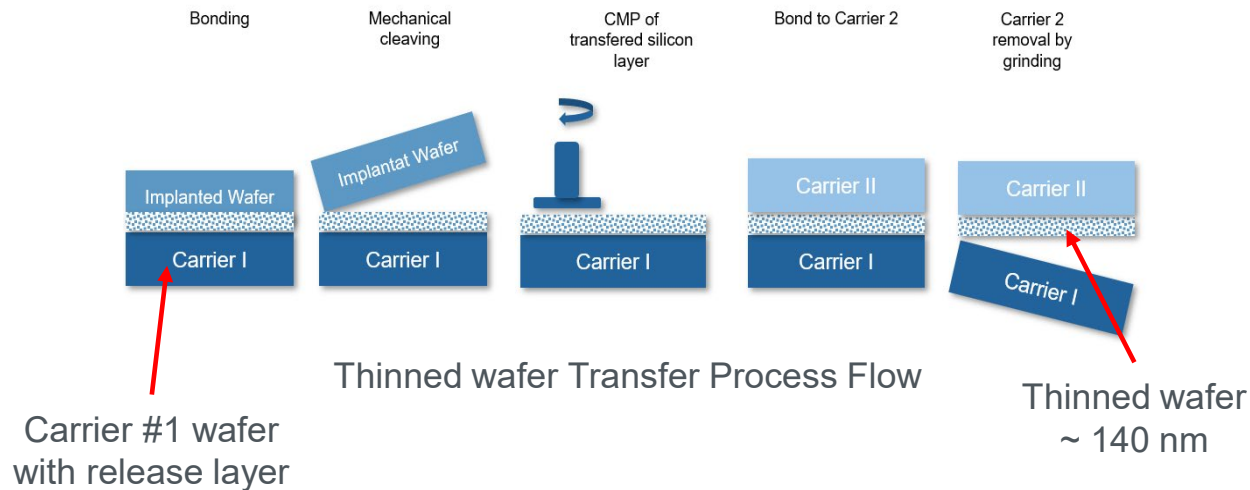 Bonding
Mechanical
cleaving
CMP of
transfered silicon
layer
Bond to Carrier 2
Carrier 2
removal by
grinding
Implanted Wafer
Carrier I
Implantat Wafer
Carrier I
Carrier I
Carrier II
Carrier I
Carrier II
Carrier I
Thinned wafer Transfer Process Flow
Carrier #1 wafer
with release layer
Thinned wafer
~ 140 nm